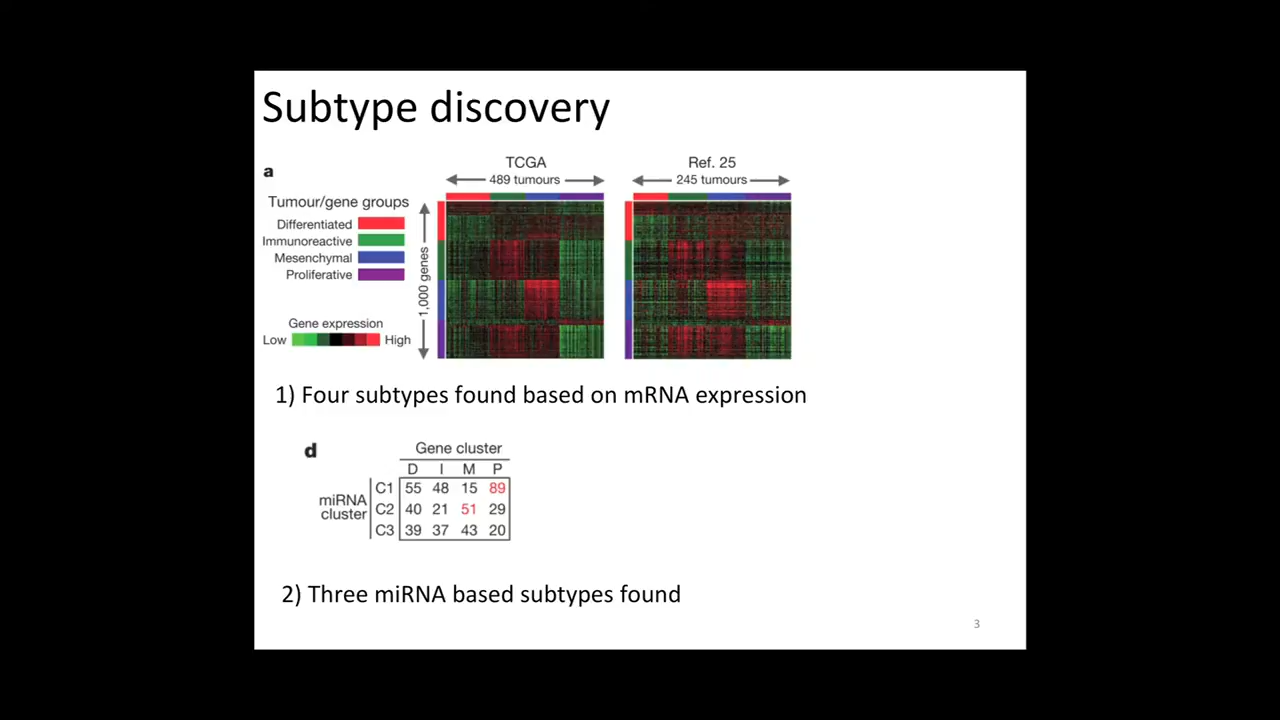 Subtype discovery
a
TCGA
489 tumours
Ref. 25
245 tumours
Tumour/gene groups
Differentiated
Immunoreactive
Mesenchymal
Proliferative
1,000 genes
Gene expression
Low High
1) Four subtypes found based on mRNA expression
d
Gene cluster
D I M P
miRNA cluster
C1 55 48 15 89
C2 40 21 51 29
C3 39 37 43 20
2) Three miRNA based subtypes found
3